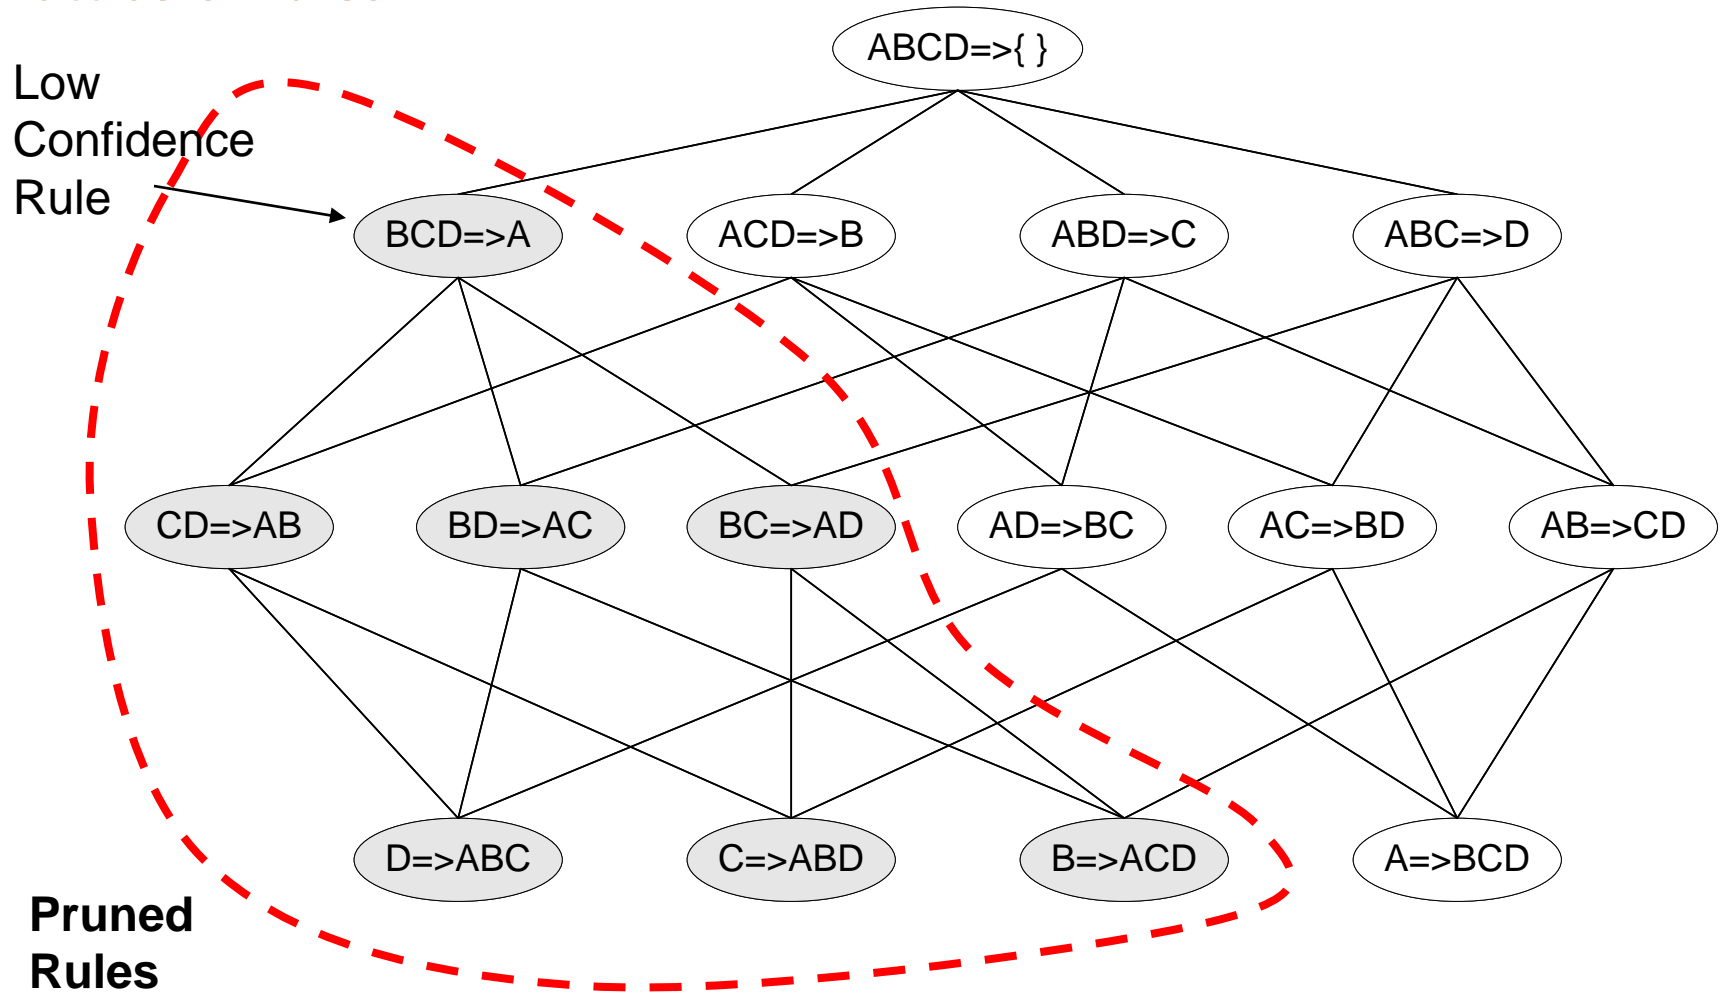 ABCD=>{ }
Low
Confidence
Rule
BCD=>A
ACD=>B
ABD=>C
ABC=>D
CD=>AB
BD=>AC
BC=>AD
AD=>BC
AC=>BD
AB=>CD
D=>ABC
C=>ABD
B=>ACD
A=>BCD
Pruned
Rules